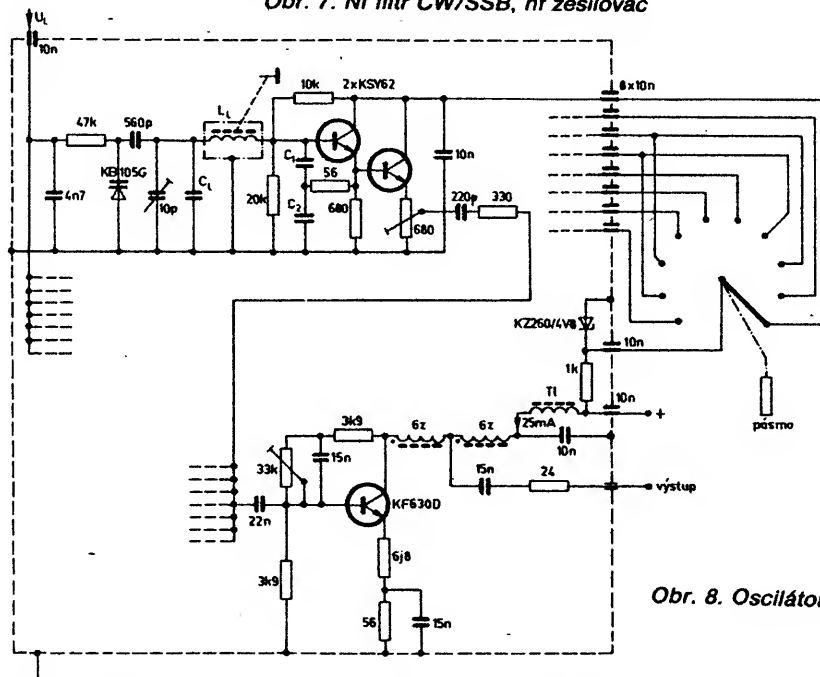 Obr. 7. Nf filtr CW/SSB, nf zesilovač
U_L
10n
47k
560p
L_L
10k
2xKSY62
8x10n
KB105G
4n7
10p
C_L
20k
C_1
C_2
56
680
680
10n
220p
330
KZ260/4V8
10n
1k
Tl
10n
+
25mA
10n
pásmo
3k9
6z
6z
33k
15n
15n
24
výstup
KF630D
22n
6j8
3k9
56
15n
Obr. 8. Oscilátor